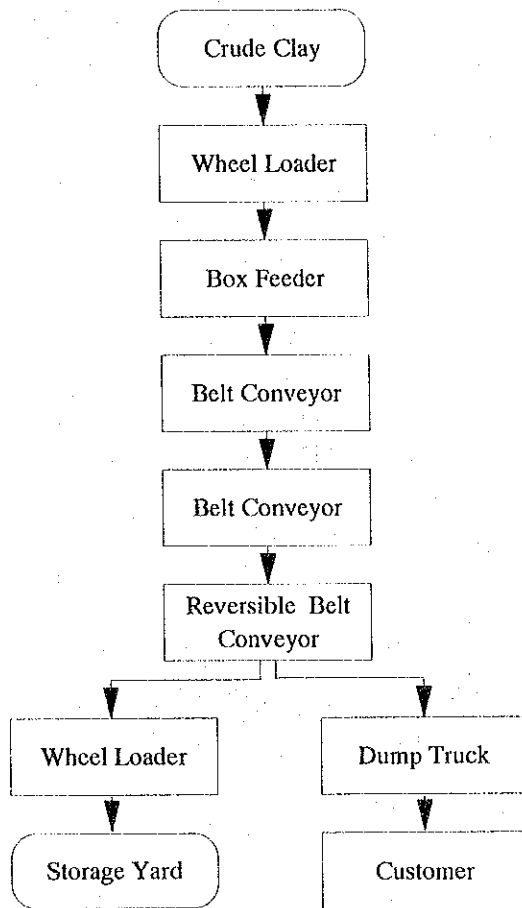 Crude Clay
Wheel Loader
Box Feeder
Belt Conveyor
Belt Conveyor
Reversible Belt
Conveyor
Wheel Loader
Dump Truck
Storage Yard
Customer